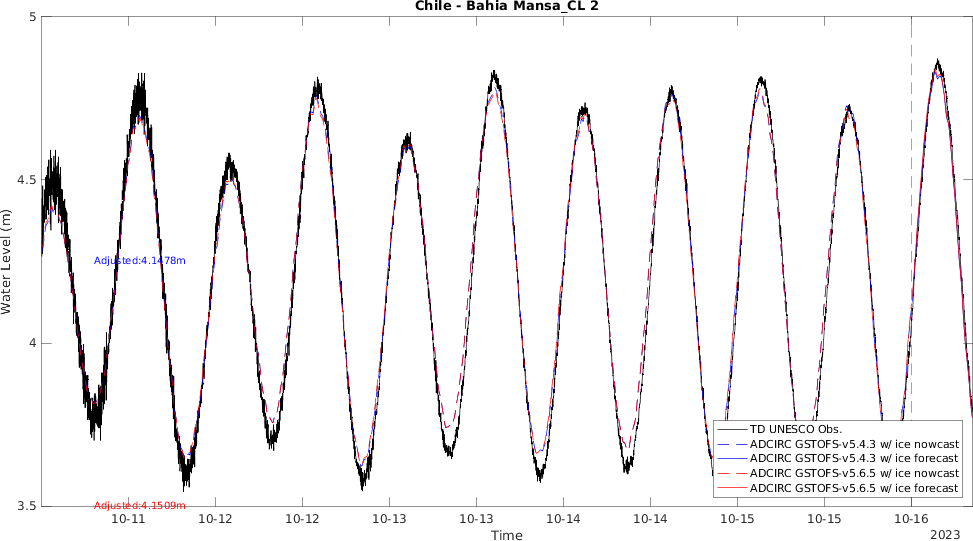 Chile - Bahia Mansa_CL 2
5
4.5
4
3.5
Water Level (m)
Adjusted:4.1478m
Adjusted:4.1509m
TD UNESCO Obs.
ADCIRC GSTOFS-v5.4.3 w/ ice nowcast
ADCIRC GSTOFS-v5.4.3 w/ ice forecast
ADCIRC GSTOFS-v5.6.5 w/ ice nowcast
ADCIRC GSTOFS-v5.6.5 w/ ice forecast
10-11 10-12 10-12 10-13 10-13 10-14 10-14 10-15 10-15 10-16
Time
2023